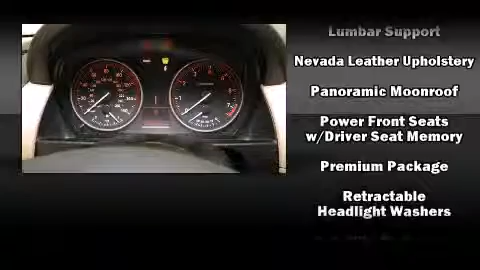 Lumbar Support
Nevada Leather Upholstery
Panoramic Moonroof
Power Front Seats
w/Driver Seat Memory
Premium Package
Retractable
Headlight Washers